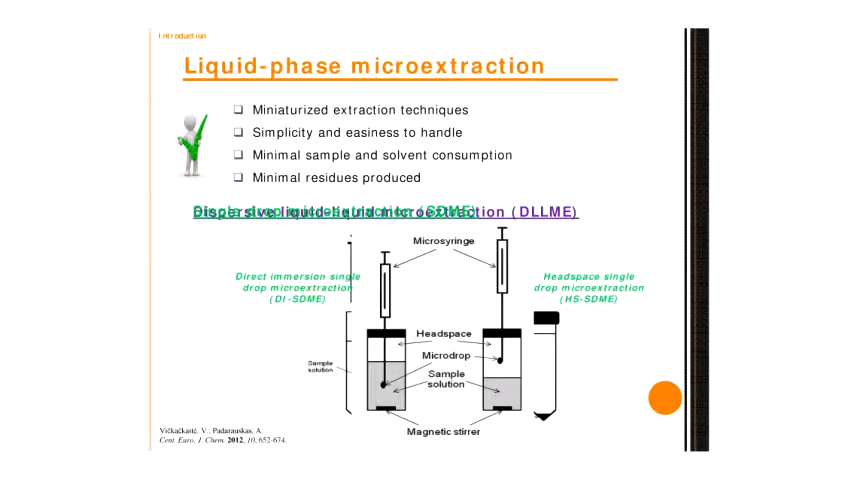 Introduction
Liquid-phase microextraction
❑ Miniaturized extraction techniques
❑ Simplicity and easiness to handle
❑ Minimal sample and solvent consumption
❑ Minimal residues produced
Single drop microextraction (SDME)
Dispersive liquid-liquid microextraction (DLLME)
Microsyringe
Direct immersion single
drop microextraction
(DI-SDME)
Headspace single
drop microextraction
(HS-SDME)
Headspace
Microdrop
Sample
solution
Sample
solution
Magnetic stirrer
Vičkačkaitė, V.; Padarauskas, A.
Cent. Euro. J. Chem. 2012, 10, 652-674.